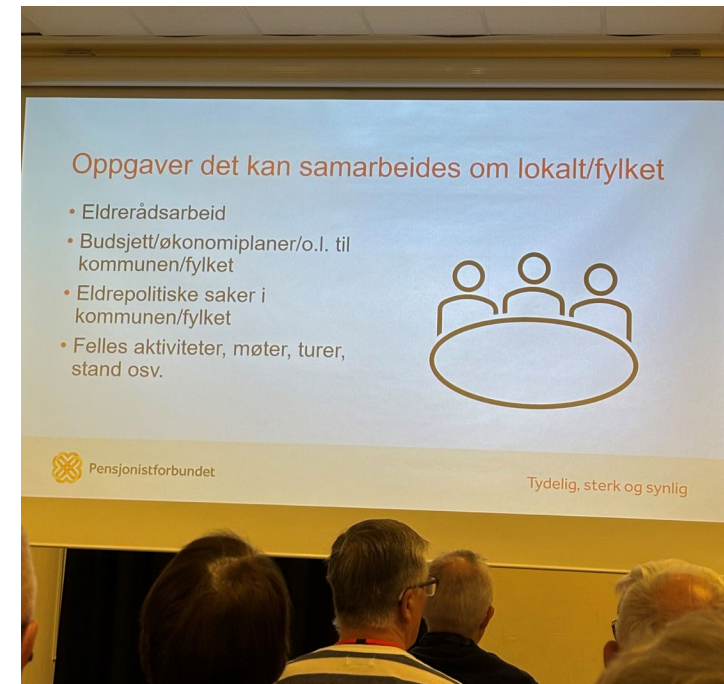 Oppgaver det kan samarbeides om lokalt/fylket
• Eldrerådsarbeid
• Budsjett/økonomiplaner/o.l. til
kommunen/fylket
• Eldrepolitiske saker i
kommunen/fylket
• Felles aktiviteter, møter, turer,
stand osv.
Pensjonistforbundet
Tydelig, sterk og synlig